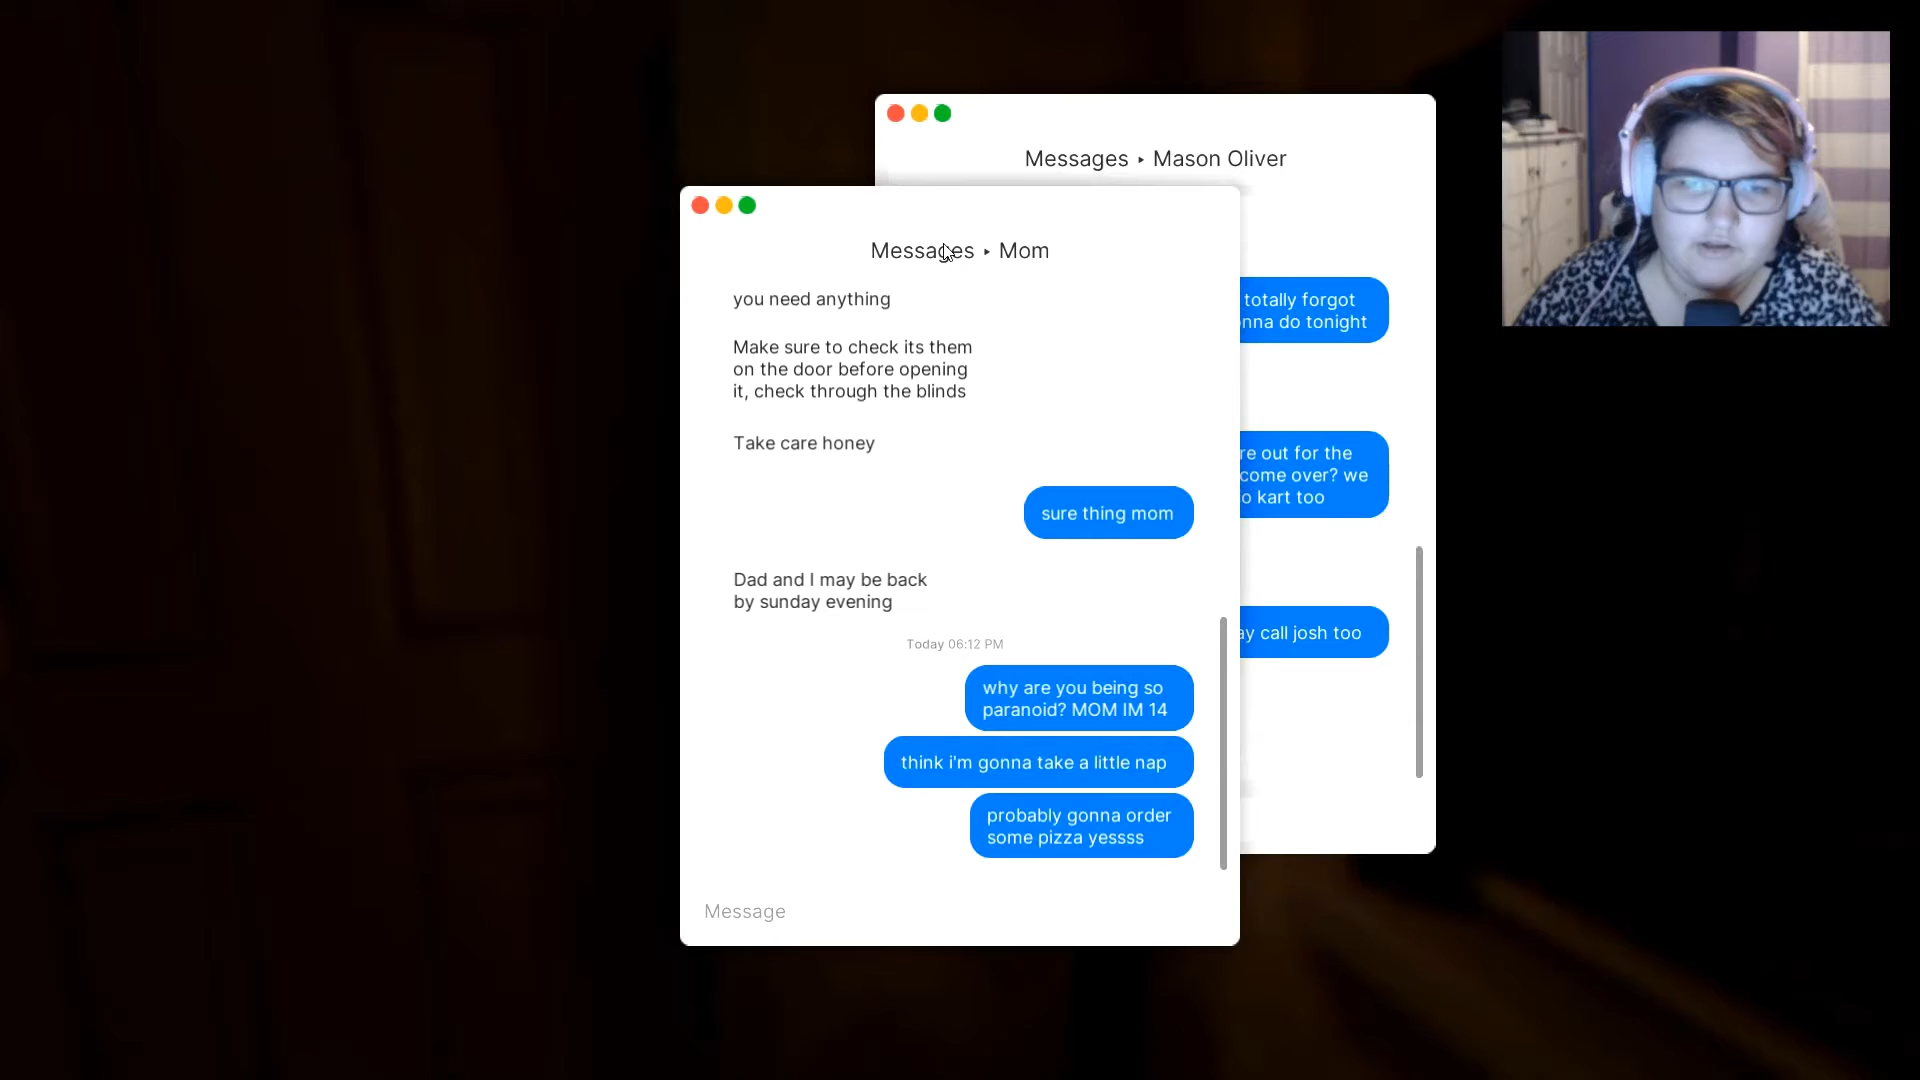 Messages ‣ Mason Oliver
totally forgot
do tonight
out for the
come over? we
kart too
call josh too
Messages ‣ Mom
you need anything
Make sure to check its them
on the door before opening
it, check through the blinds
Take care honey
sure thing mom
Dad and I may be back
by sunday evening
Today 06:12 PM
why are you being so
paranoid? MOM IM 14
think i'm gonna take a little nap
probably gonna order
some pizza yessss
Message